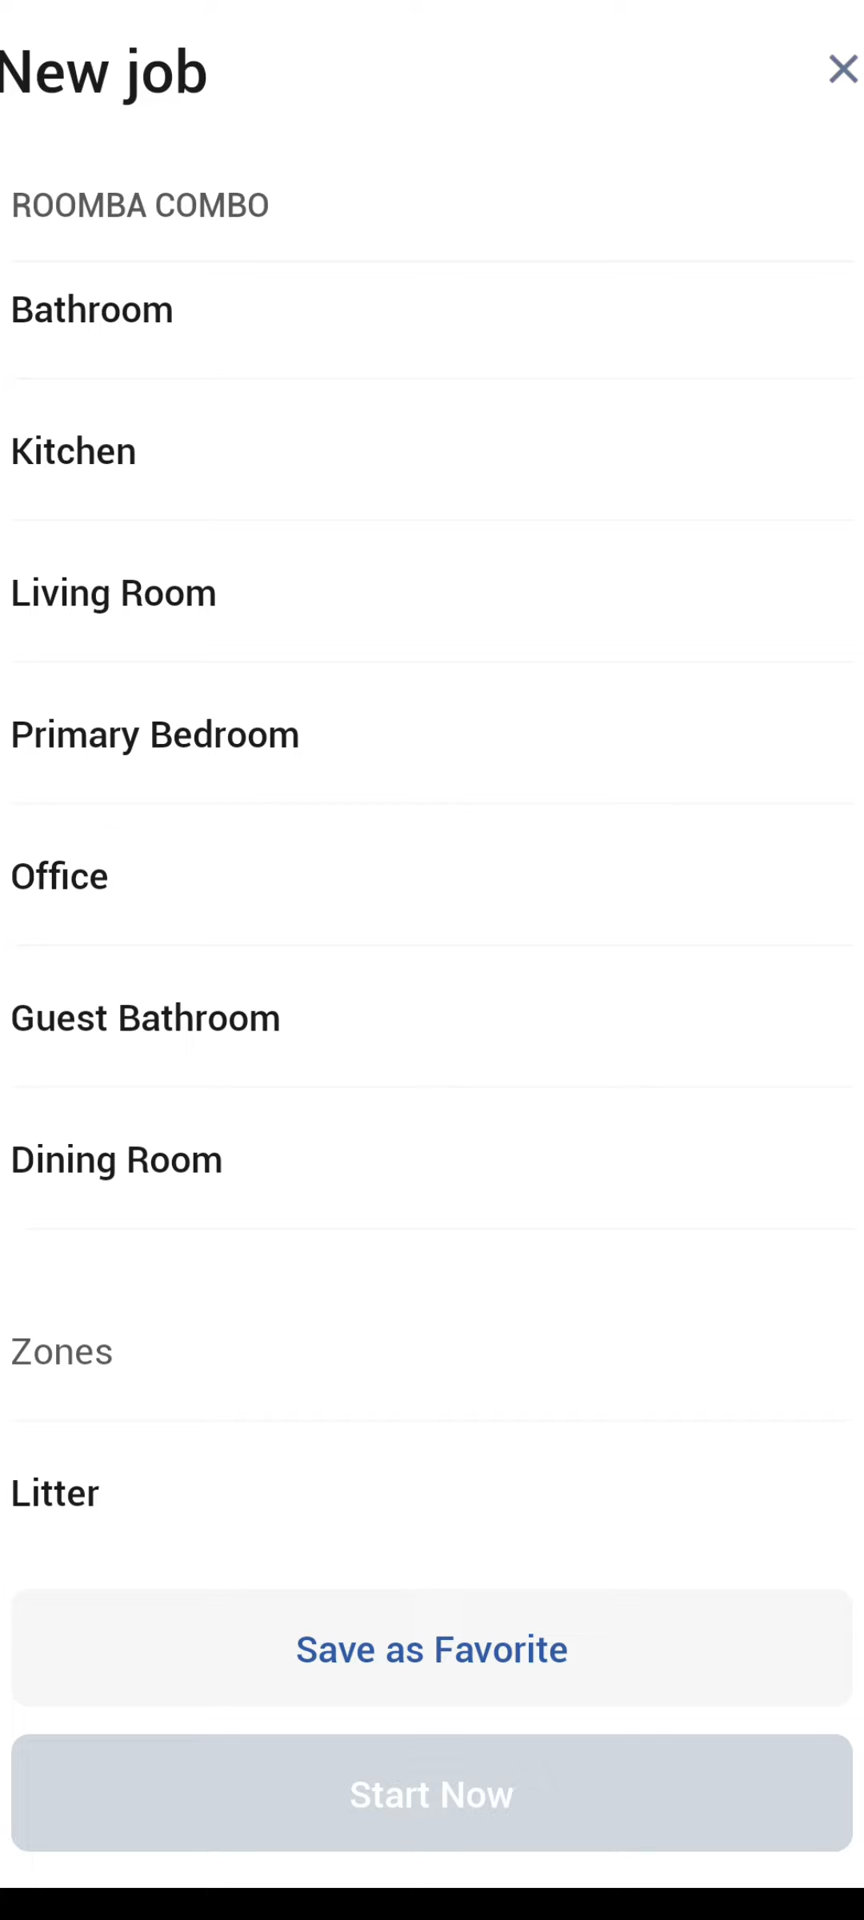 New job
ROOMBA COMBO
Bathroom
Kitchen
Living Room
Primary Bedroom
Office
Guest Bathroom
Dining Room
Zones
Litter
Save as Favorite
Start Now